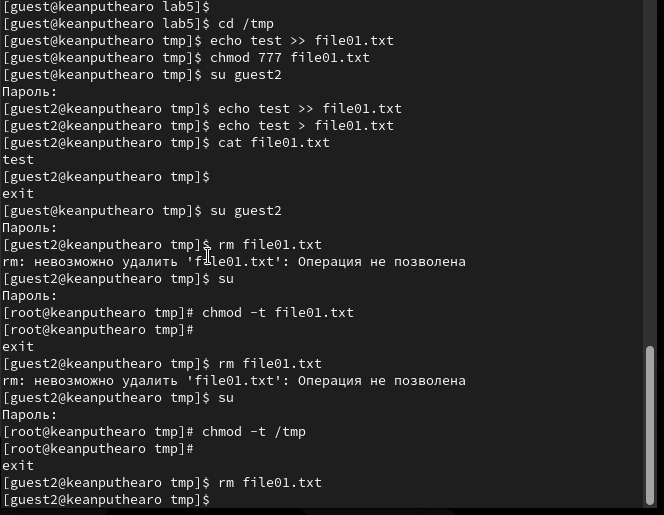 [guest@keanputhearo lab5]$
[guest@keanputhearo lab5]$ cd /tmp
[guest@keanputhearo tmp]$ echo test >> file01.txt
[guest@keanputhearo tmp]$ chmod 777 file01.txt
[guest@keanputhearo tmp]$ su guest2
Пароль:
[guest2@keanputhearo tmp]$ echo test >> file01.txt
[guest2@keanputhearo tmp]$ echo test > file01.txt
[guest2@keanputhearo tmp]$ cat file01.txt
test
[guest2@keanputhearo tmp]$
exit
[guest@keanputhearo tmp]$ su guest2
Пароль:
[guest2@keanputhearo tmp]$ rm file01.txt
rm: невозможно удалить 'file01.txt': Операция не позволена
[guest2@keanputhearo tmp]$ su
Пароль:
[root@keanputhearo tmp]# chmod -t file01.txt
[root@keanputhearo tmp]#
exit
[guest2@keanputhearo tmp]$ rm file01.txt
rm: невозможно удалить 'file01.txt': Операция не позволена
[guest2@keanputhearo tmp]$ su
Пароль:
[root@keanputhearo tmp]# chmod -t /tmp
[root@keanputhearo tmp]#
exit
[guest2@keanputhearo tmp]$ rm file01.txt
[guest2@keanputhearo tmp]$